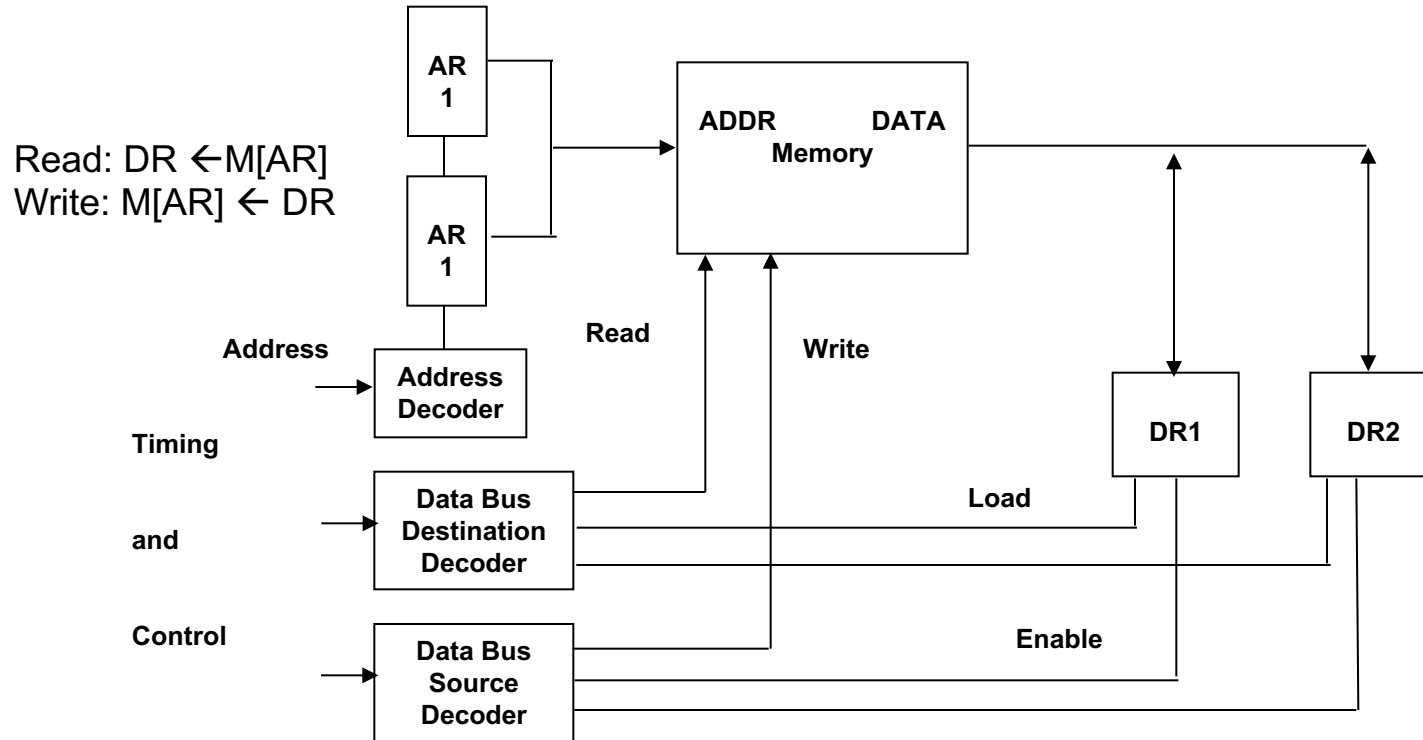 AR
1
Read: DR ←M[AR]
Write: M[AR] ← DR
AR
1
ADDR DATA
Memory
Address
Address
Decoder
Read
Write
Timing
and
Control
Data Bus
Destination
Decoder
Load
DR1
DR2
Data Bus
Source
Decoder
Enable